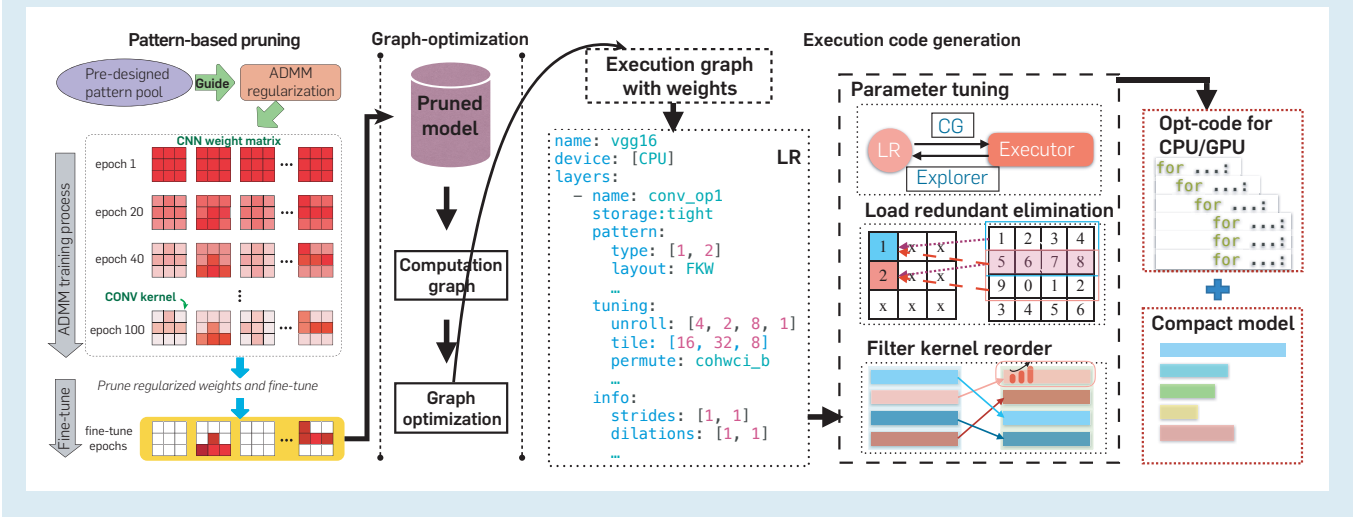 Pattern-based pruning
Pre-designed
pattern pool
Guide
ADMM
regularization
ADMM training process
CNN weight matrix
epoch 1
...
epoch 20
...
epoch 40
...
⋮
CONV kernel
epoch 100
...
Prune regularized weights and fine-tune
Fine-tune
fine-tune
epochs
...
Graph-optimization
Pruned
model
Computation
graph
Graph
optimization
Execution code generation
Execution graph
with weights
LR
name: vgg16
device: [CPU]
layers:
– name: conv_op1
storage:tight
pattern:
type: [1, 2]
layout: FKW
…
tuning:
unroll: [4, 2, 8, 1]
tile: [16, 32, 8]
permute: cohwci_b
…
info:
strides: [1, 1]
dilations: [1, 1]
…
Parameter tuning
LR
CG
Explorer
Executor
Load redundant elimination
1 x x
2 x x
x x x
1 2 3 4
5 6 7 8
9 0 1 2
3 4 5 6
Filter kernel reorder
Opt-code for
CPU/GPU
for ...:
for ...:
for ...:
for ...:
for ...:
for ...:
Compact model